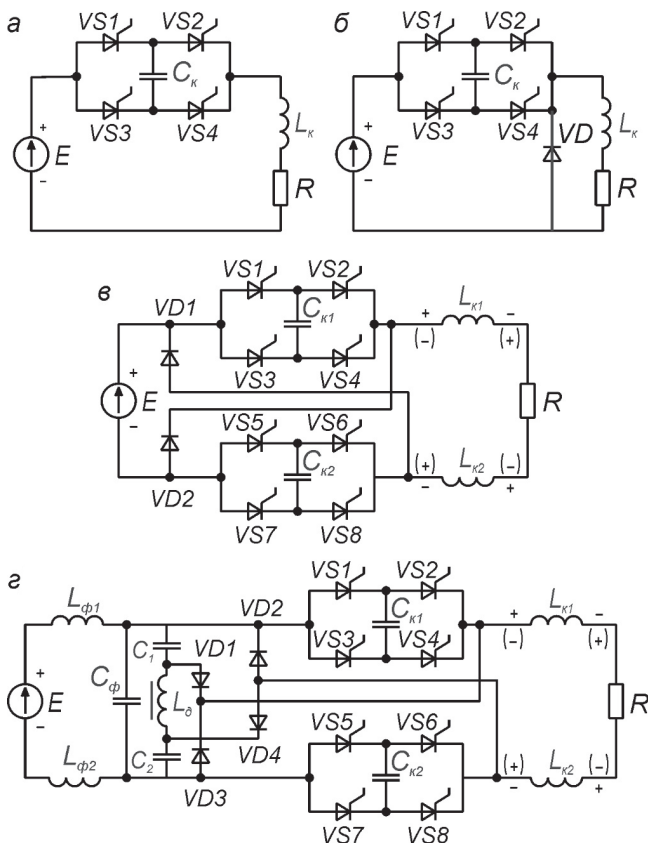 а
VS1 VS2
Cк
VS3 VS4
+
E
−
Lк
R
б
VS1 VS2
Cк
VS3 VS4
VD
+
E
−
Lк
R
в
VS1 VS2
VD1
Cк1
VS3 VS4
+ Lк1 −
(−) (+)
+
E
−
R
VS5 VS6
Cк2
(+) Lк2 (−)
− +
VD2
VS7 VS8
г
VS1 VS2
Lф1
VD2
Cк1
C1
VD1
VS3 VS4
+ Lк1 −
(−) (+)
+
E
−
Cф
Lд
R
VS5 VS6
C2
VD4
Cк2
(+) Lк2 (−)
− +
Lф2
VD3
VS7 VS8